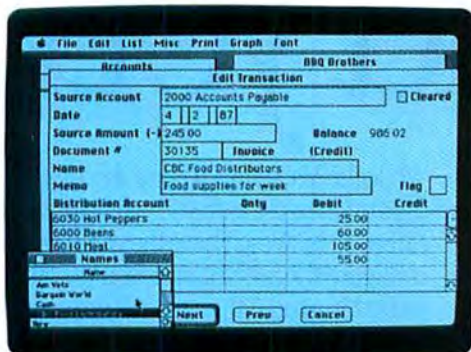 File Edit List Misc Print Graph Font
Accounts BBQ Brothers
Edit Transaction
Source Account 2000 Accounts Payable Cleared
Date 4 2 87
Source Amount (-) 245.00 Balance 986.02
Document # 30135 Invoice (Credit)
Name CBC Food Distributors
Memo Food supplies for week Flag
Distribution Account Qnty Debit Credit
6030 Hot Peppers 25.00
6000 Beans 60.00
6010 Meat 105.00
55.00
Names
Name
Am Vets
Bargain World
Cash
New
Next Prev Cancel